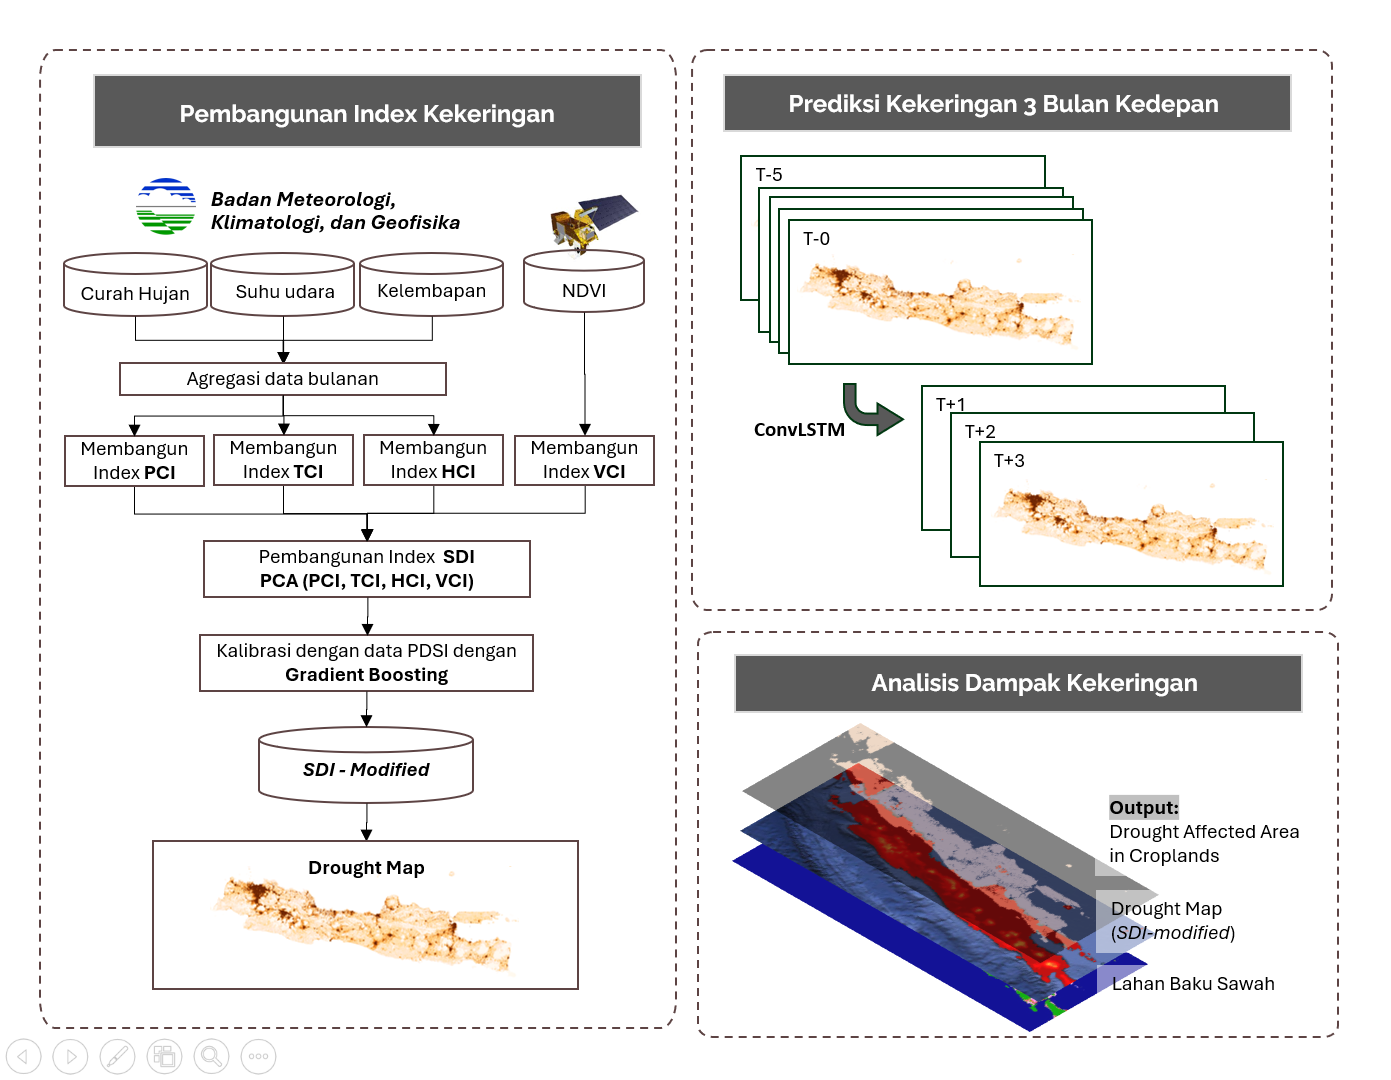 Pembangunan Index Kekeringan
Badan Meteorologi,
Klimatologi, dan Geofisika
Curah Hujan
Suhu udara
Kelembapan
NDVI
Agregasi data bulanan
Membangun
Index PCI
Membangun
Index TCI
Membangun
Index HCI
Membangun
Index VCI
Pembangunan Index SDI
PCA (PCI, TCI, HCI, VCI)
Kalibrasi dengan data PDSI dengan
Gradient Boosting
SDI - Modified
Drought Map
Prediksi Kekeringan 3 Bulan Kedepan
T-5
T-0
ConvLSTM
T+1
T+2
T+3
Analisis Dampak Kekeringan
Output:
Drought Affected Area
in Croplands
Drought Map
(SDI-modified)
Lahan Baku Sawah